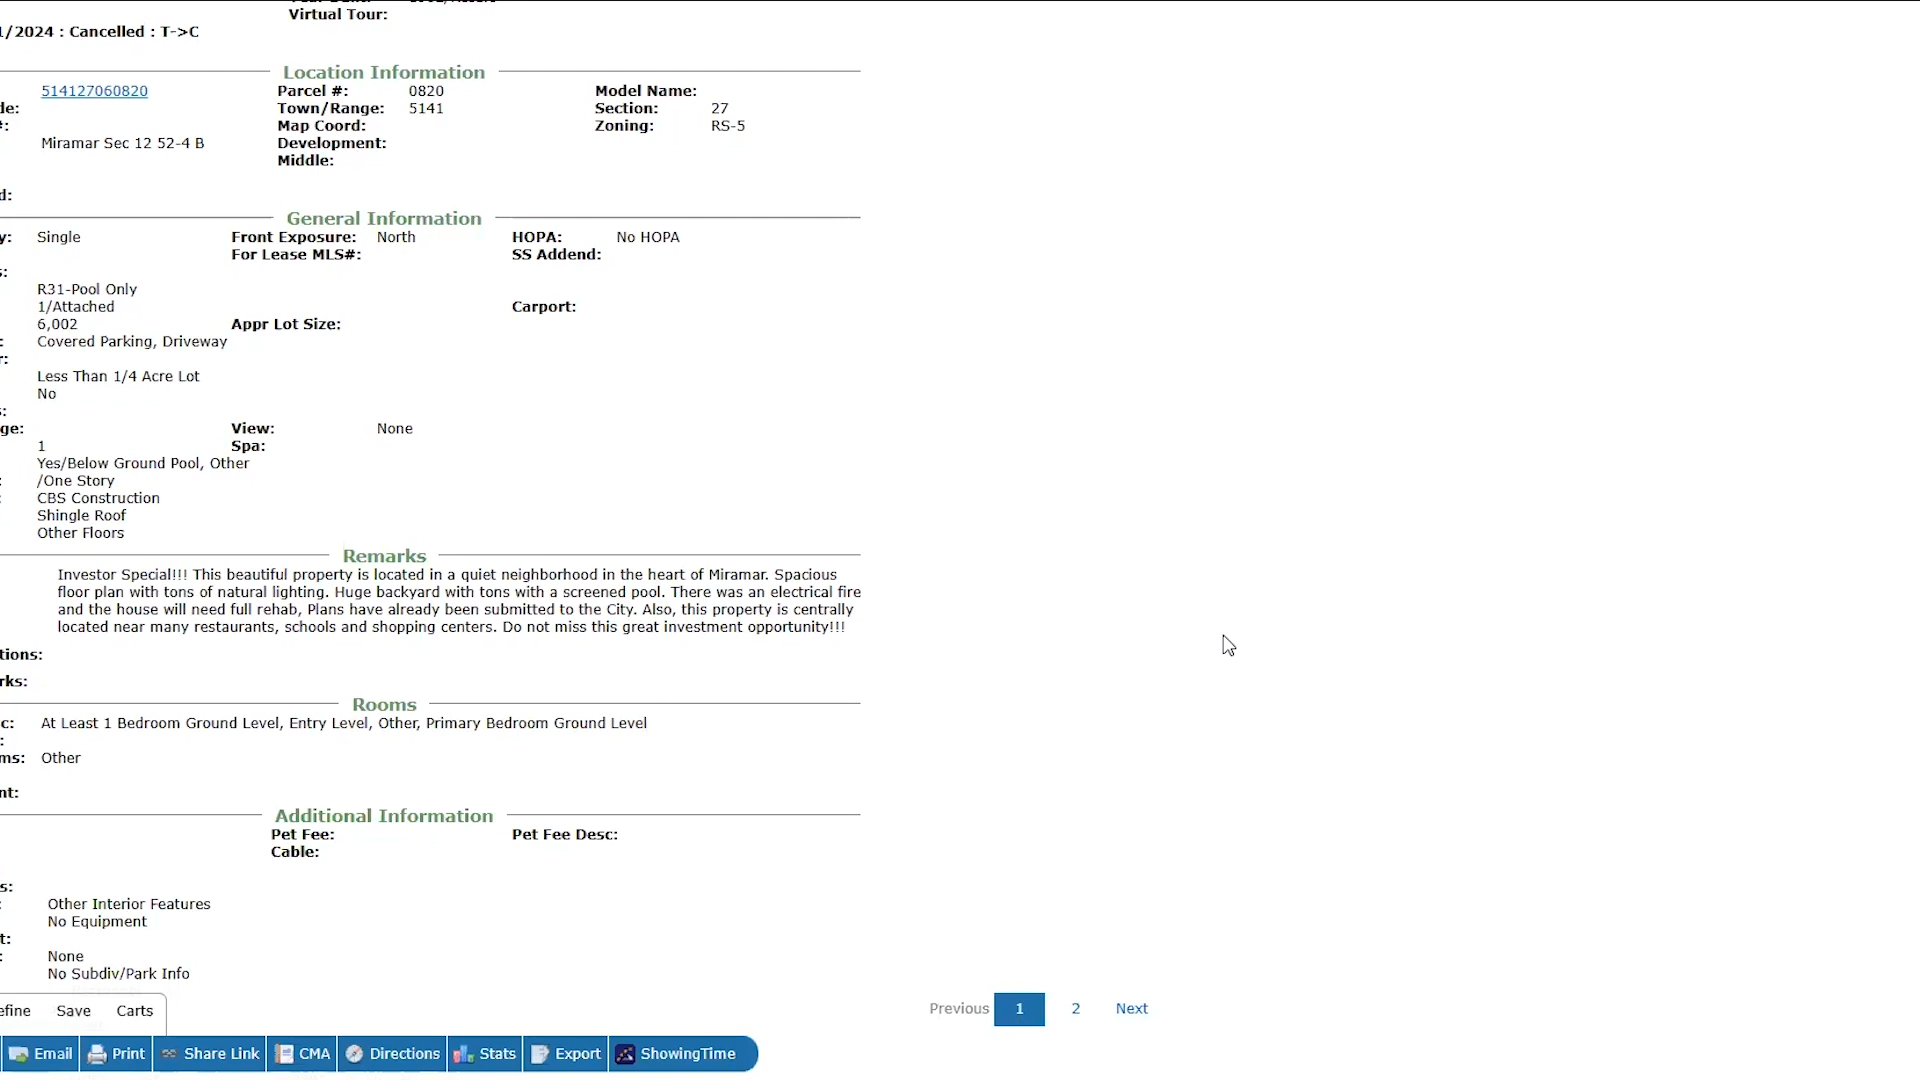 Virtual Tour:
1/2024 : Cancelled : T->C
Location Information
514127060820 Parcel #: 0820 Model Name:
de: Town/Range: 5141 Section: 27
#: Map Coord: Zoning: RS-5
Miramar Sec 12 52-4 B Development:
Middle:
d:
General Information
y: Single Front Exposure: North HOPA: No HOPA
For Lease MLS#: SS Addend:
s:
R31-Pool Only
1/Attached Carport:
6,002 Appr Lot Size:
: Covered Parking, Driveway
r:
Less Than 1/4 Acre Lot
No
s:
ge: View: None
1 Spa:
Yes/Below Ground Pool, Other
: /One Story
: CBS Construction
Shingle Roof
Other Floors
Remarks
Investor Special!!! This beautiful property is located in a quiet neighborhood in the heart of Miramar. Spacious
floor plan with tons of natural lighting. Huge backyard with tons with a screened pool. There was an electrical fire
and the house will need full rehab, Plans have already been submitted to the City. Also, this property is centrally
located near many restaurants, schools and shopping centers. Do not miss this great investment opportunity!!!
tions:
rks:
Rooms
c: At Least 1 Bedroom Ground Level, Entry Level, Other, Primary Bedroom Ground Level
:
ms: Other
nt:
Additional Information
Pet Fee: Pet Fee Desc:
Cable:
s:
: Other Interior Features
No Equipment
t:
: None
No Subdiv/Park Info
efine Save Carts
Previous 1 2 Next
Email Print Share Link CMA Directions Stats Export ShowingTime